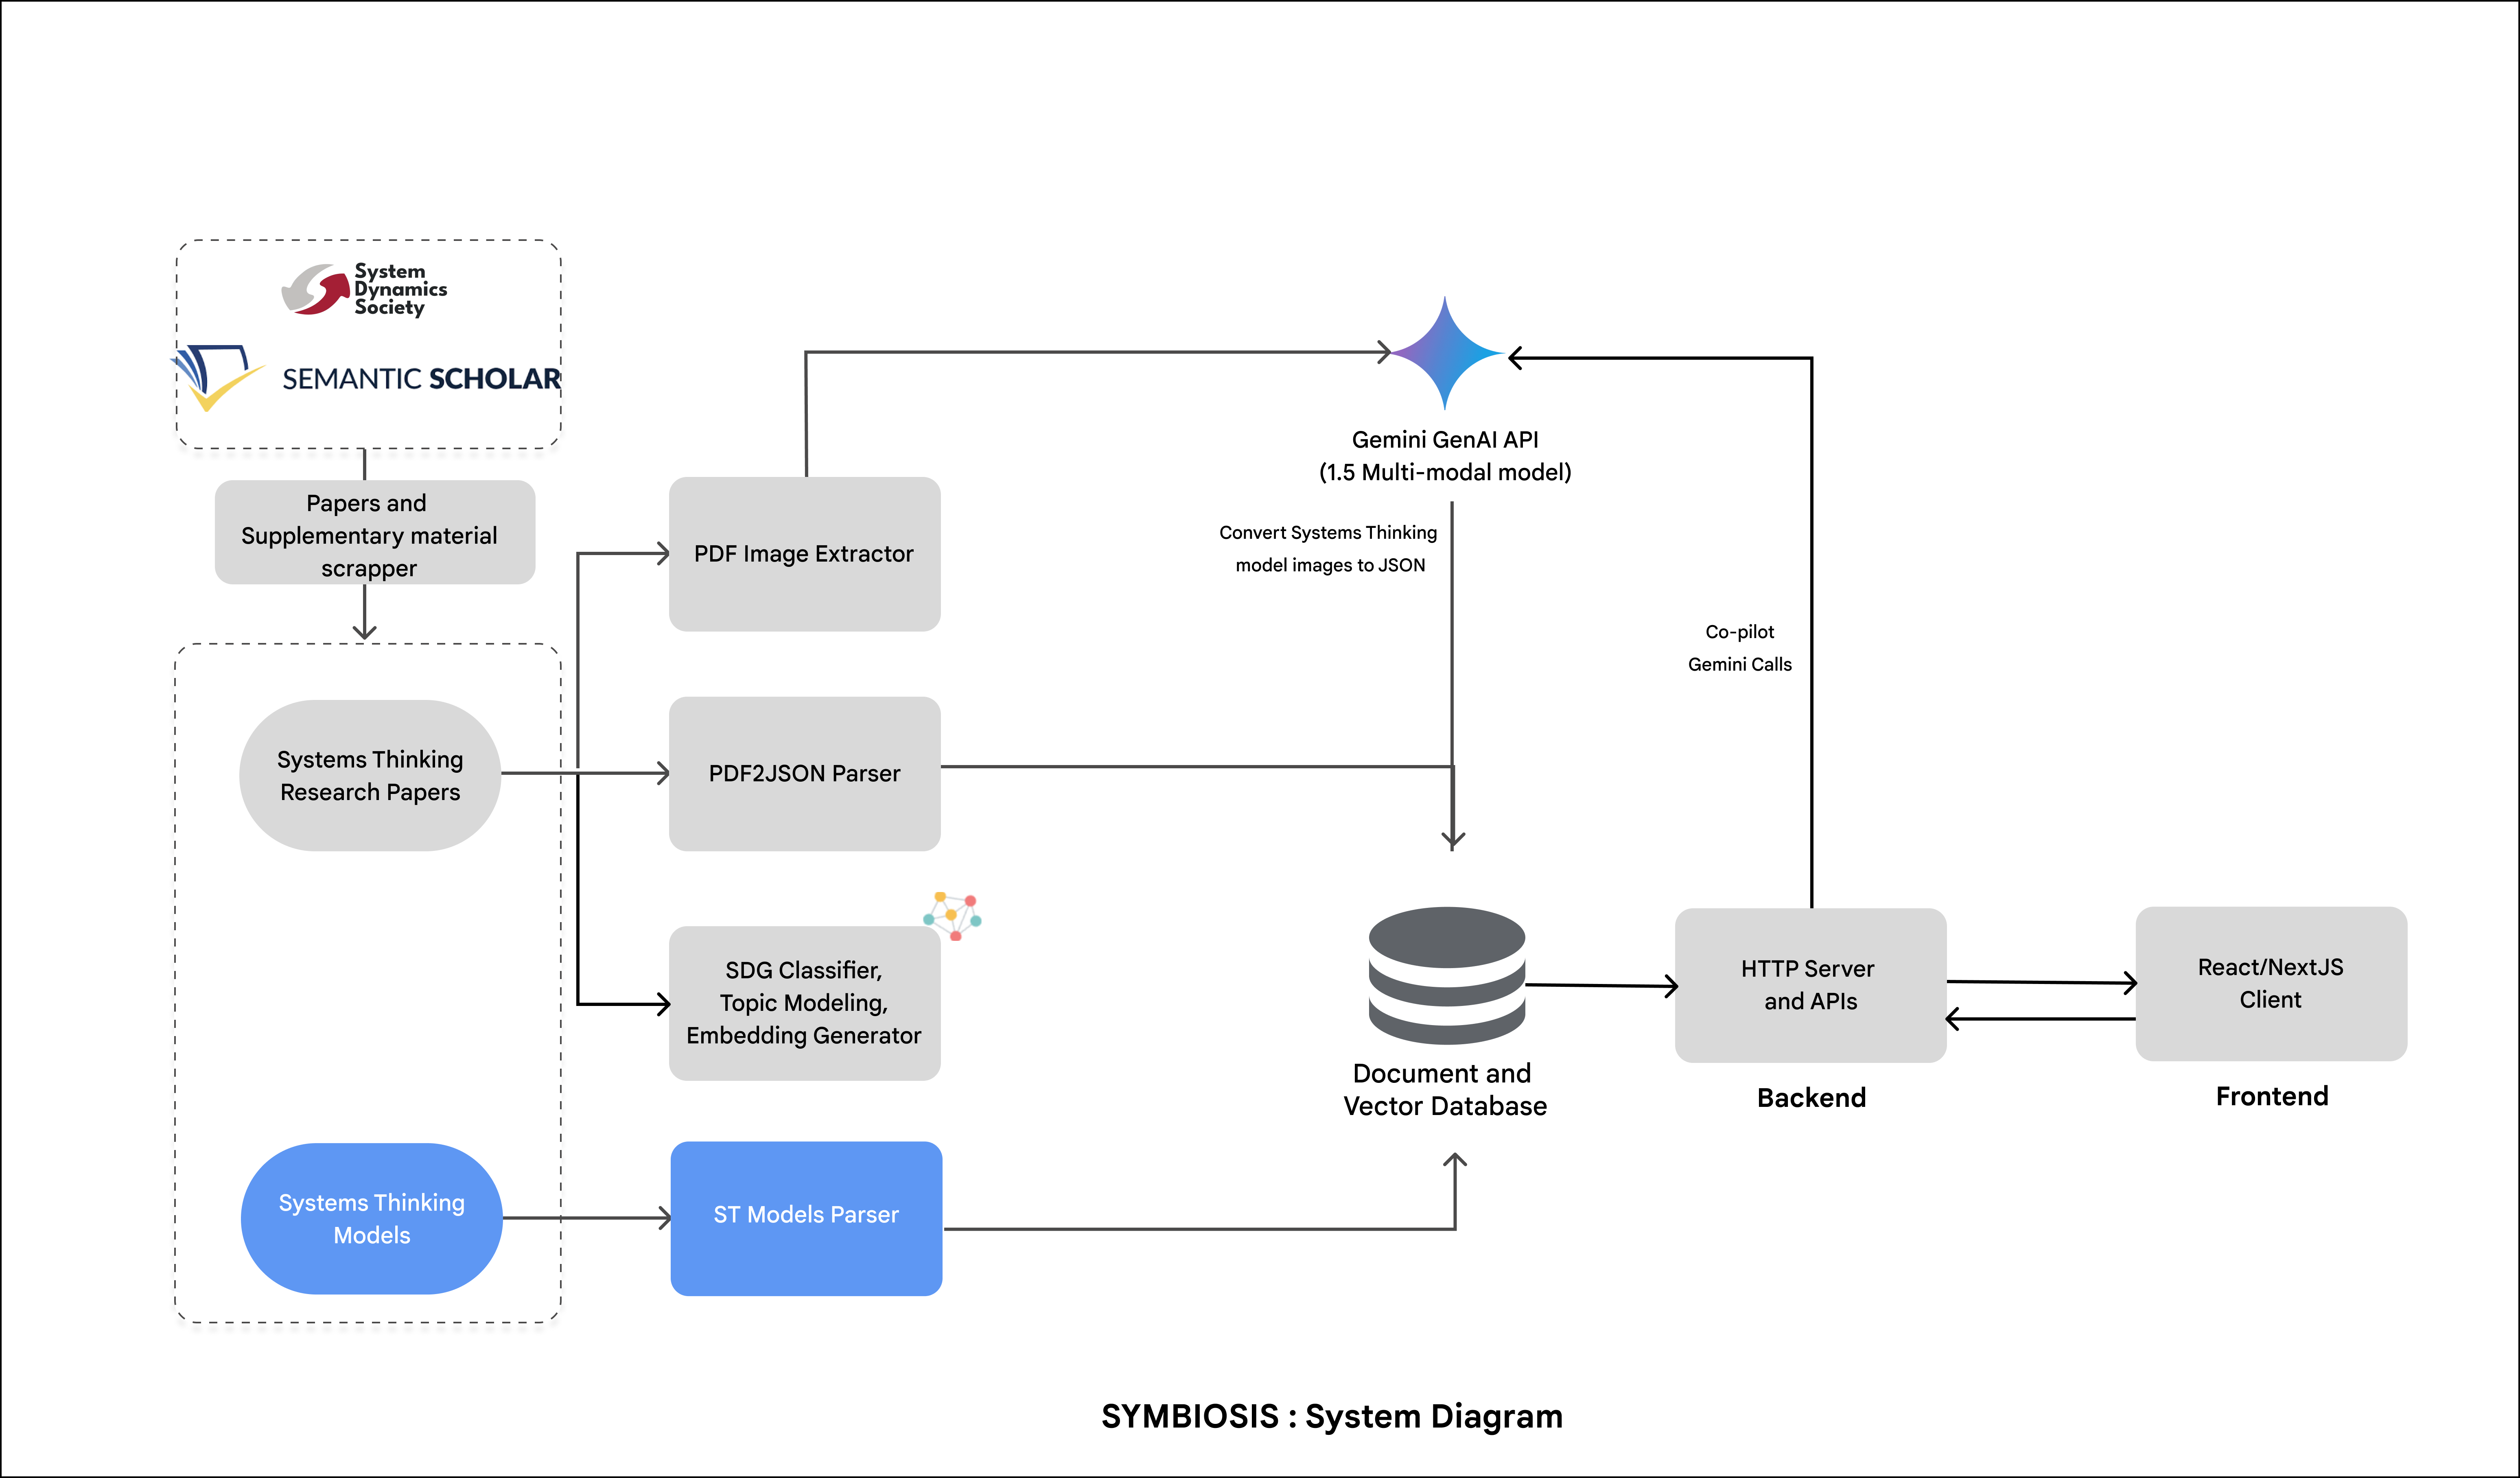 System
Dynamics
Society
SEMANTIC SCHOLAR
Papers and
Supplementary material
scrapper
Systems Thinking
Research Papers
Systems Thinking
Models
PDF Image Extractor
PDF2JSON Parser
SDG Classifier,
Topic Modeling,
Embedding Generator
ST Models Parser
Gemini GenAI API
(1.5 Multi-modal model)
Convert Systems Thinking
model images to JSON
Co-pilot
Gemini Calls
Document and
Vector Database
HTTP Server
and APIs
Backend
React/NextJS
Client
Frontend
SYMBIOSIS : System Diagram